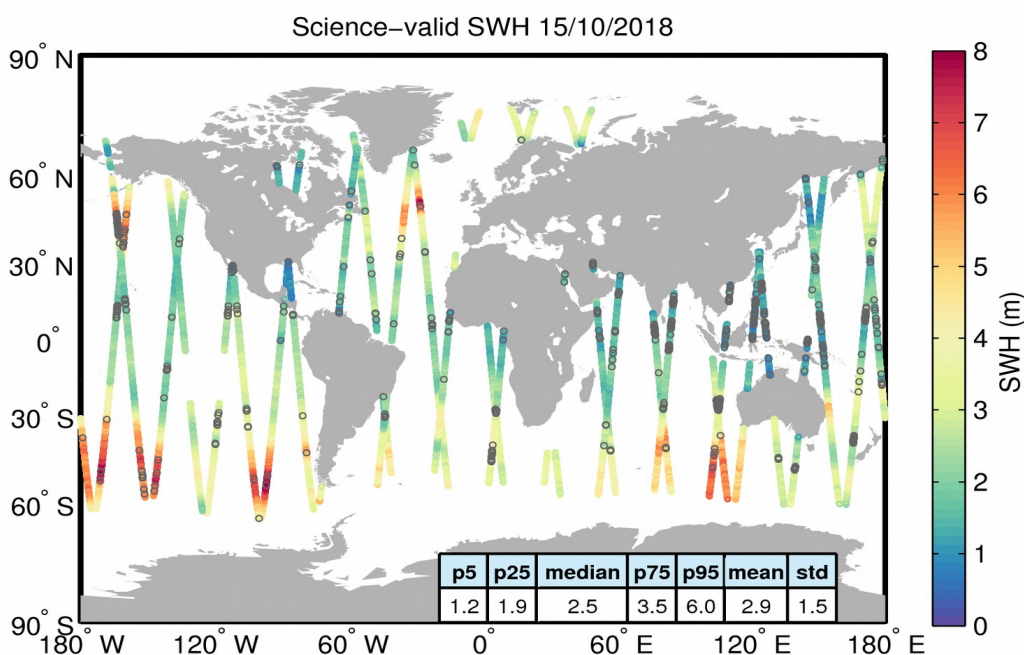 Science−valid SWH 15/10/2018
90° N
60° N
30° N
0°
30° S
60° S
90° S
180° W
120° W
60° W
0°
60° E
120° E
180° E
p5 p25 median p75 p95 mean std
1.2 1.9 2.5 3.5 6.0 2.9 1.5
8
7
6
5
4
3
2
1
0
SWH (m)